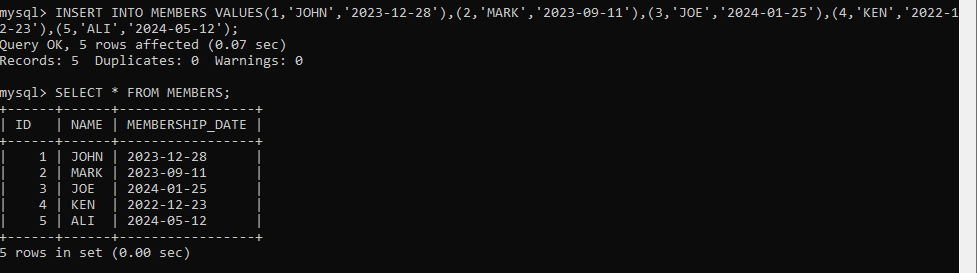 mysql> INSERT INTO MEMBERS VALUES(1,'JOHN','2023-12-28'),(2,'MARK','2023-09-11'),(3,'JOE','2024-01-25'),(4,'KEN','2022-1
2-23'),(5,'ALI','2024-05-12');
Query OK, 5 rows affected (0.07 sec)
Records: 5  Duplicates: 0  Warnings: 0

mysql> SELECT * FROM MEMBERS;
+------+------+-----------------+
| ID   | NAME | MEMBERSHIP_DATE |
+------+------+-----------------+
|    1 | JOHN | 2023-12-28      |
|    2 | MARK | 2023-09-11      |
|    3 | JOE  | 2024-01-25      |
|    4 | KEN  | 2022-12-23      |
|    5 | ALI  | 2024-05-12      |
+------+------+-----------------+
5 rows in set (0.00 sec)